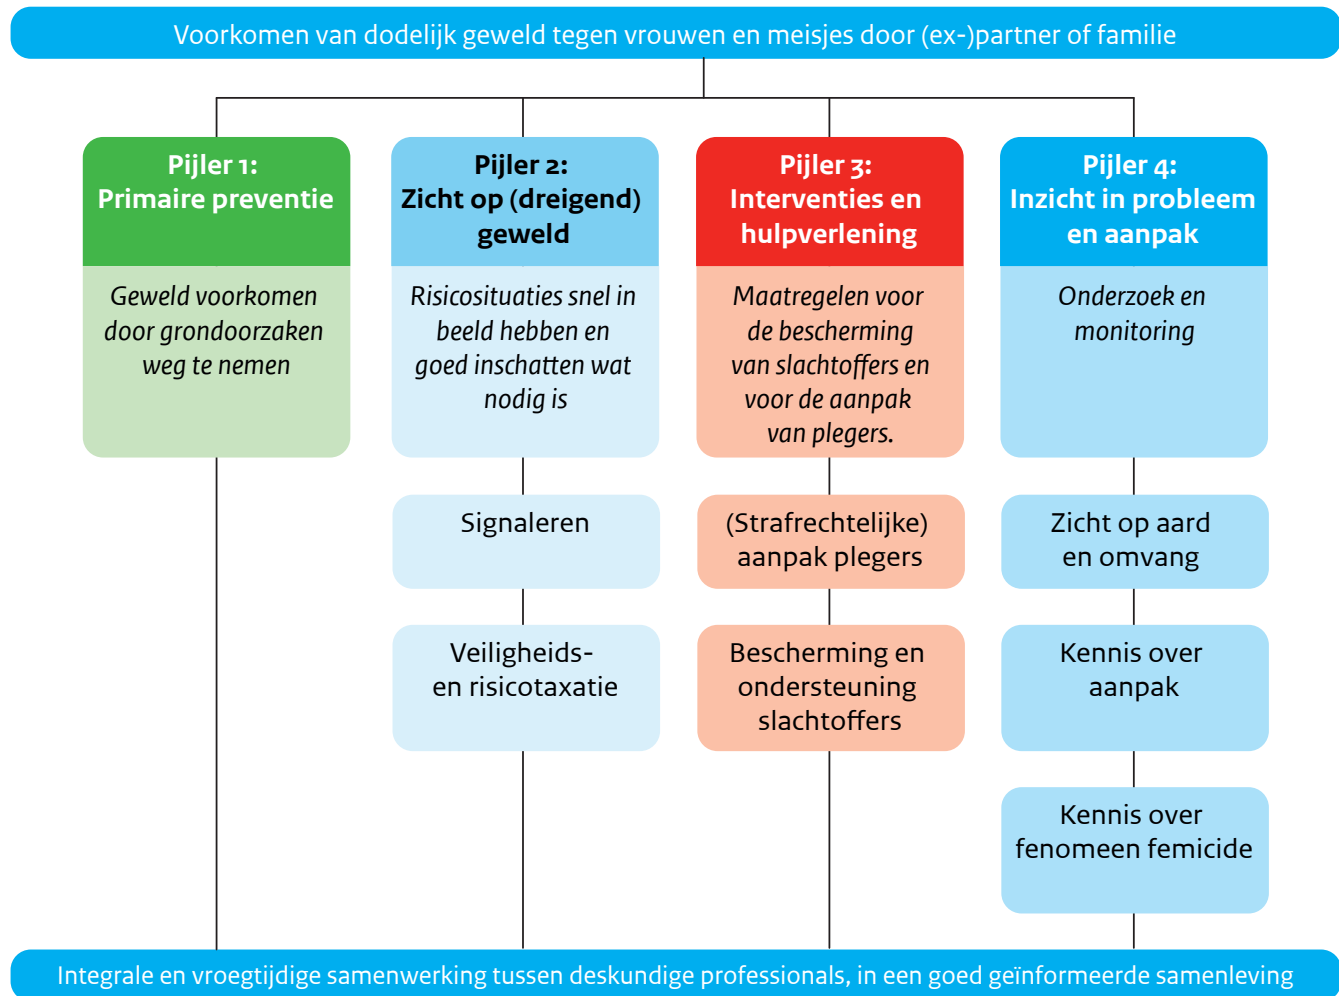 Voorkomen van dodelijk geweld tegen vrouwen en meisjes door (ex-)partner of familie
Pijler 1:
Primaire preventie
Geweld voorkomen
door grondoorzaken
weg te nemen
Pijler 2:
Zicht op (dreigend)
geweld
Risicosituaties snel in
beeld hebben en
goed inschatten wat
nodig is
Signaleren
Veiligheids-
en risicotaxatie
Pijler 3:
Interventies en
hulpverlening
Maatregelen voor
de bescherming
van slachtoffers en
voor de aanpak
van plegers.
(Strafrechtelijke)
aanpak plegers
Bescherming en
ondersteuning
slachtoffers
Pijler 4:
Inzicht in probleem
en aanpak
Onderzoek en
monitoring
Zicht op aard
en omvang
Kennis over
aanpak
Kennis over
fenomeen femicide
Integrale en vroegtijdige samenwerking tussen deskundige professionals, in een goed geïnformeerde samenleving